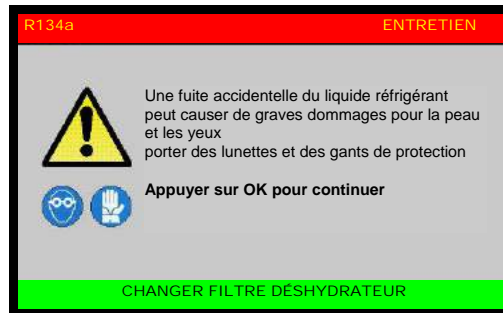 R134a ENTRETIEN
Une fuite accidentelle du liquide réfrigérant
peut causer de graves dommages pour la peau
et les yeux
porter des lunettes et des gants de protection
Appuyer sur OK pour continuer
CHANGER FILTRE DÉSHYDRATEUR